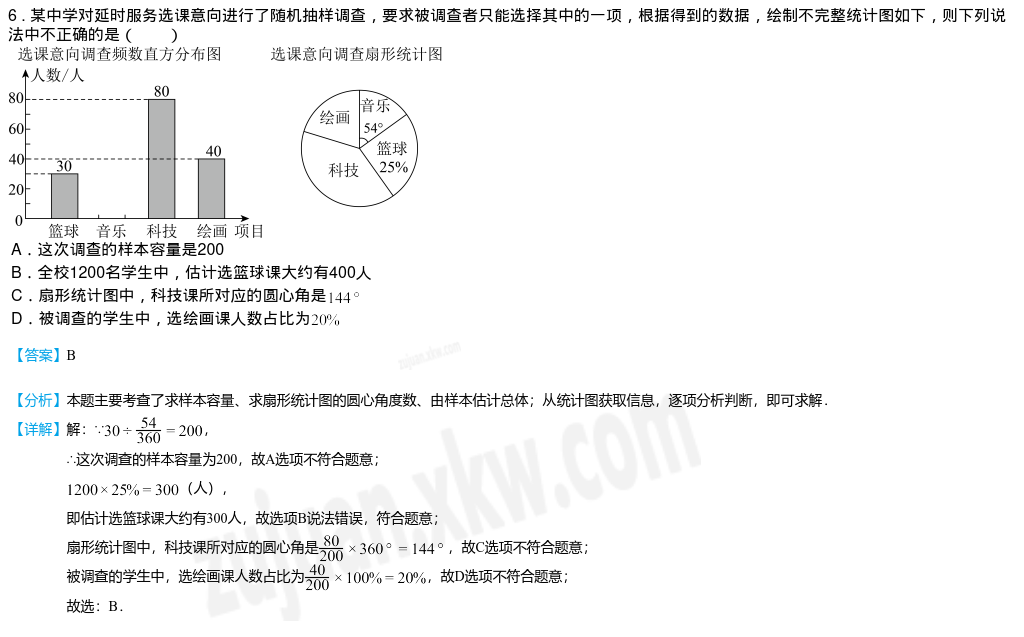 6．某中学对延时服务选课意向进行了随机抽样调查，要求被调查者只能选择其中的一项，根据得到的数据，绘制不完整统计图如下，则下列说
法中不正确的是（　　）
选课意向调查频数直方分布图　选课意向调查扇形统计图
人数/人
80
60
40
20
0
30
80
40
篮球 音乐 科技 绘画 项目
音乐
绘画
54°
篮球
25%
科技
A．这次调查的样本容量是200
B．全校1200名学生中，估计选篮球课大约有400人
C．扇形统计图中，科技课所对应的圆心角是144°
D．被调查的学生中，选绘画课人数占比为20%
【答案】B
【分析】本题主要考查了求样本容量、求扇形统计图的圆心角度数、由样本估计总体；从统计图获取信息，逐项分析判断，即可求解．
【详解】解：∵30÷54/360=200，
∴这次调查的样本容量为200，故A选项不符合题意；
1200×25%=300（人），
即估计选篮球课大约有300人，故选项B说法错误，符合题意；
扇形统计图中，科技课所对应的圆心角是80/200×360°=144°，故C选项不符合题意；
被调查的学生中，选绘画课人数占比为40/200×100%=20%，故D选项不符合题意；
故选：B．
zujuan.xkw.com
zujuan.xkw.com